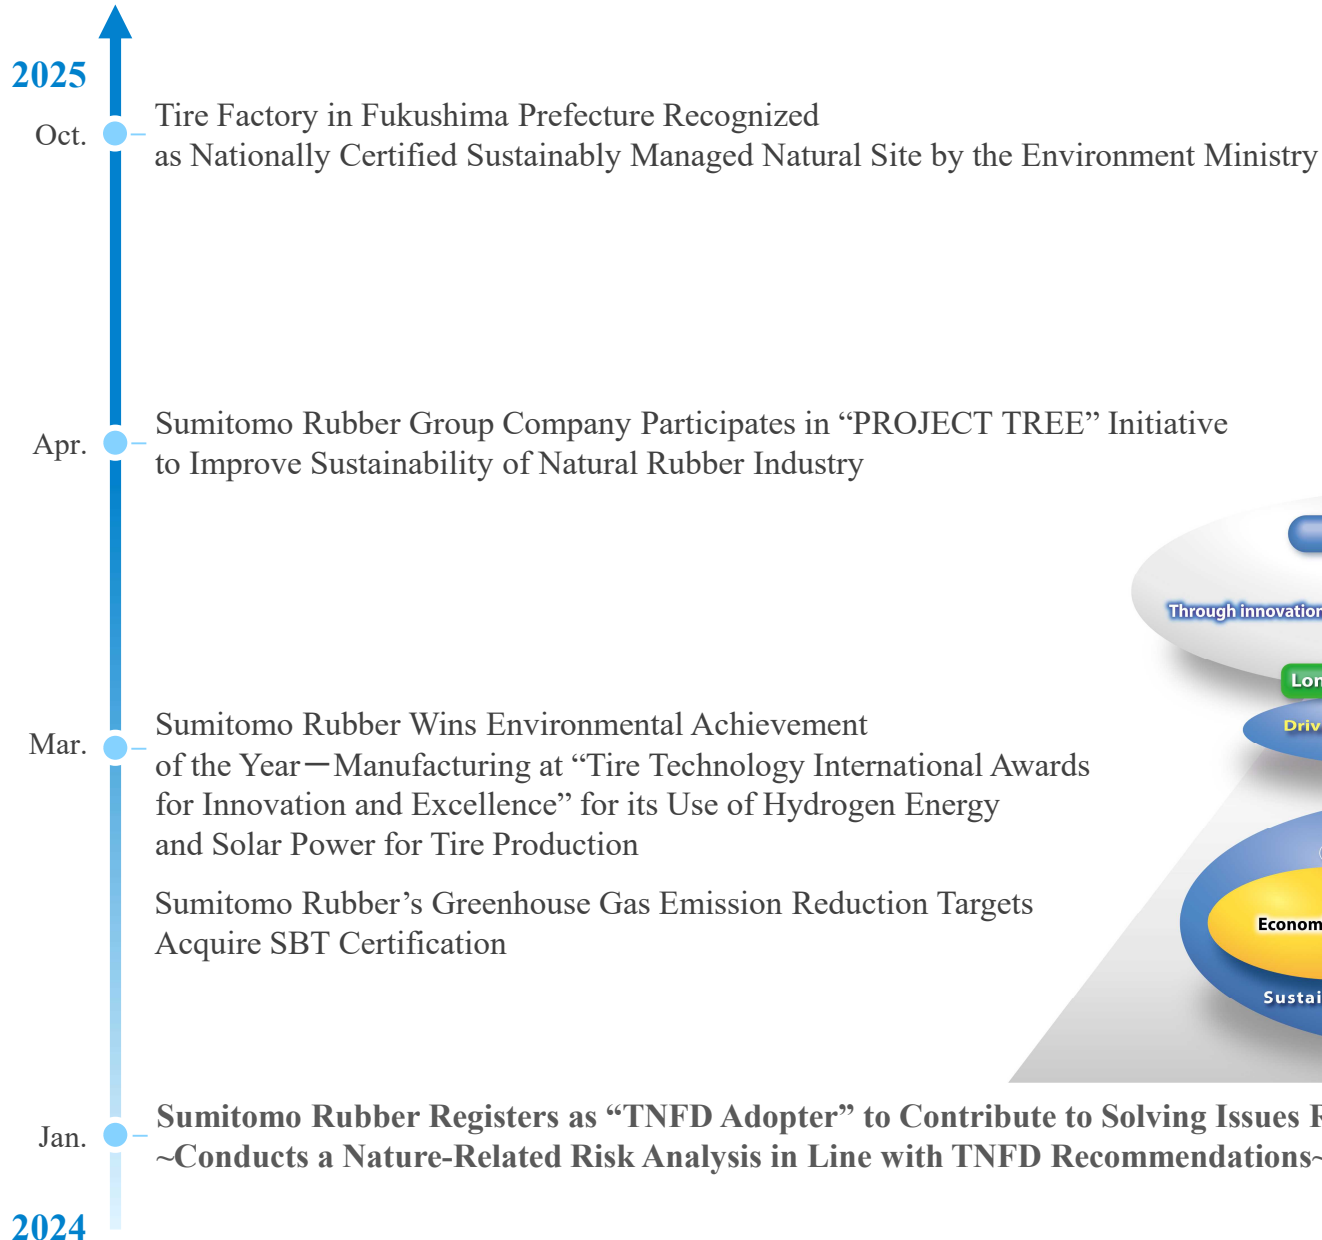 2025
Oct.
Tire Factory in Fukushima Prefecture Recognized
as Nationally Certified Sustainably Managed Natural Site by the Environment Ministry
Apr.
Sumitomo Rubber Group Company Participates in “PROJECT TREE” Initiative
to Improve Sustainability of Natural Rubber Industry
Through innovation
Mar.
Sumitomo Rubber Wins Environmental Achievement
of the Year－Manufacturing at “Tire Technology International Awards
for Innovation and Excellence” for its Use of Hydrogen Energy
and Solar Power for Tire Production
Sumitomo Rubber’s Greenhouse Gas Emission Reduction Targets
Acquire SBT Certification
Jan.
Sumitomo Rubber Registers as “TNFD Adopter” to Contribute to Solving Issues
~Conducts a Nature-Related Risk Analysis in Line with TNFD Recommendations~
2024